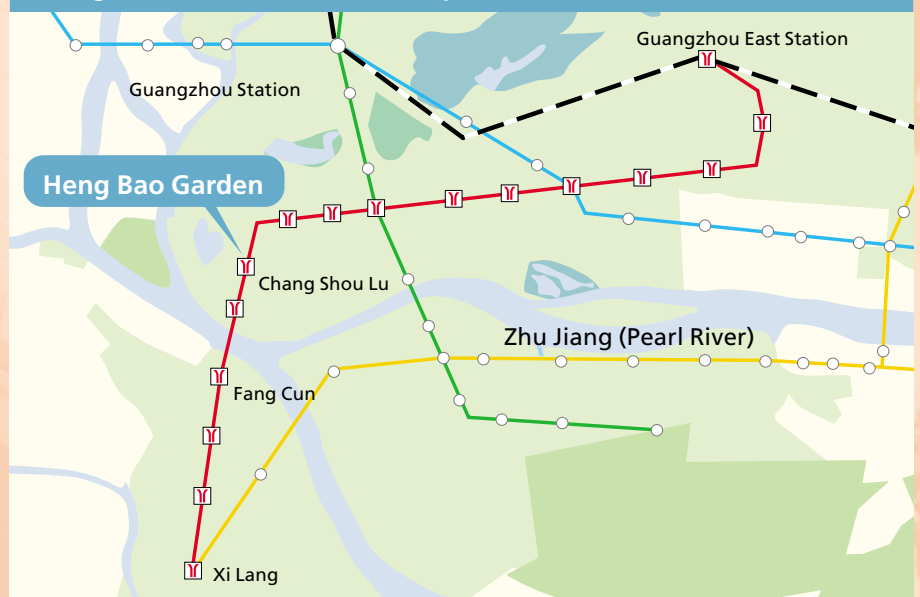 Guangzhou East Station
Guangzhou Station
Heng Bao Garden
Chang Shou Lu
Zhu Jiang (Pearl River)
Fang Cun
Xi Lang